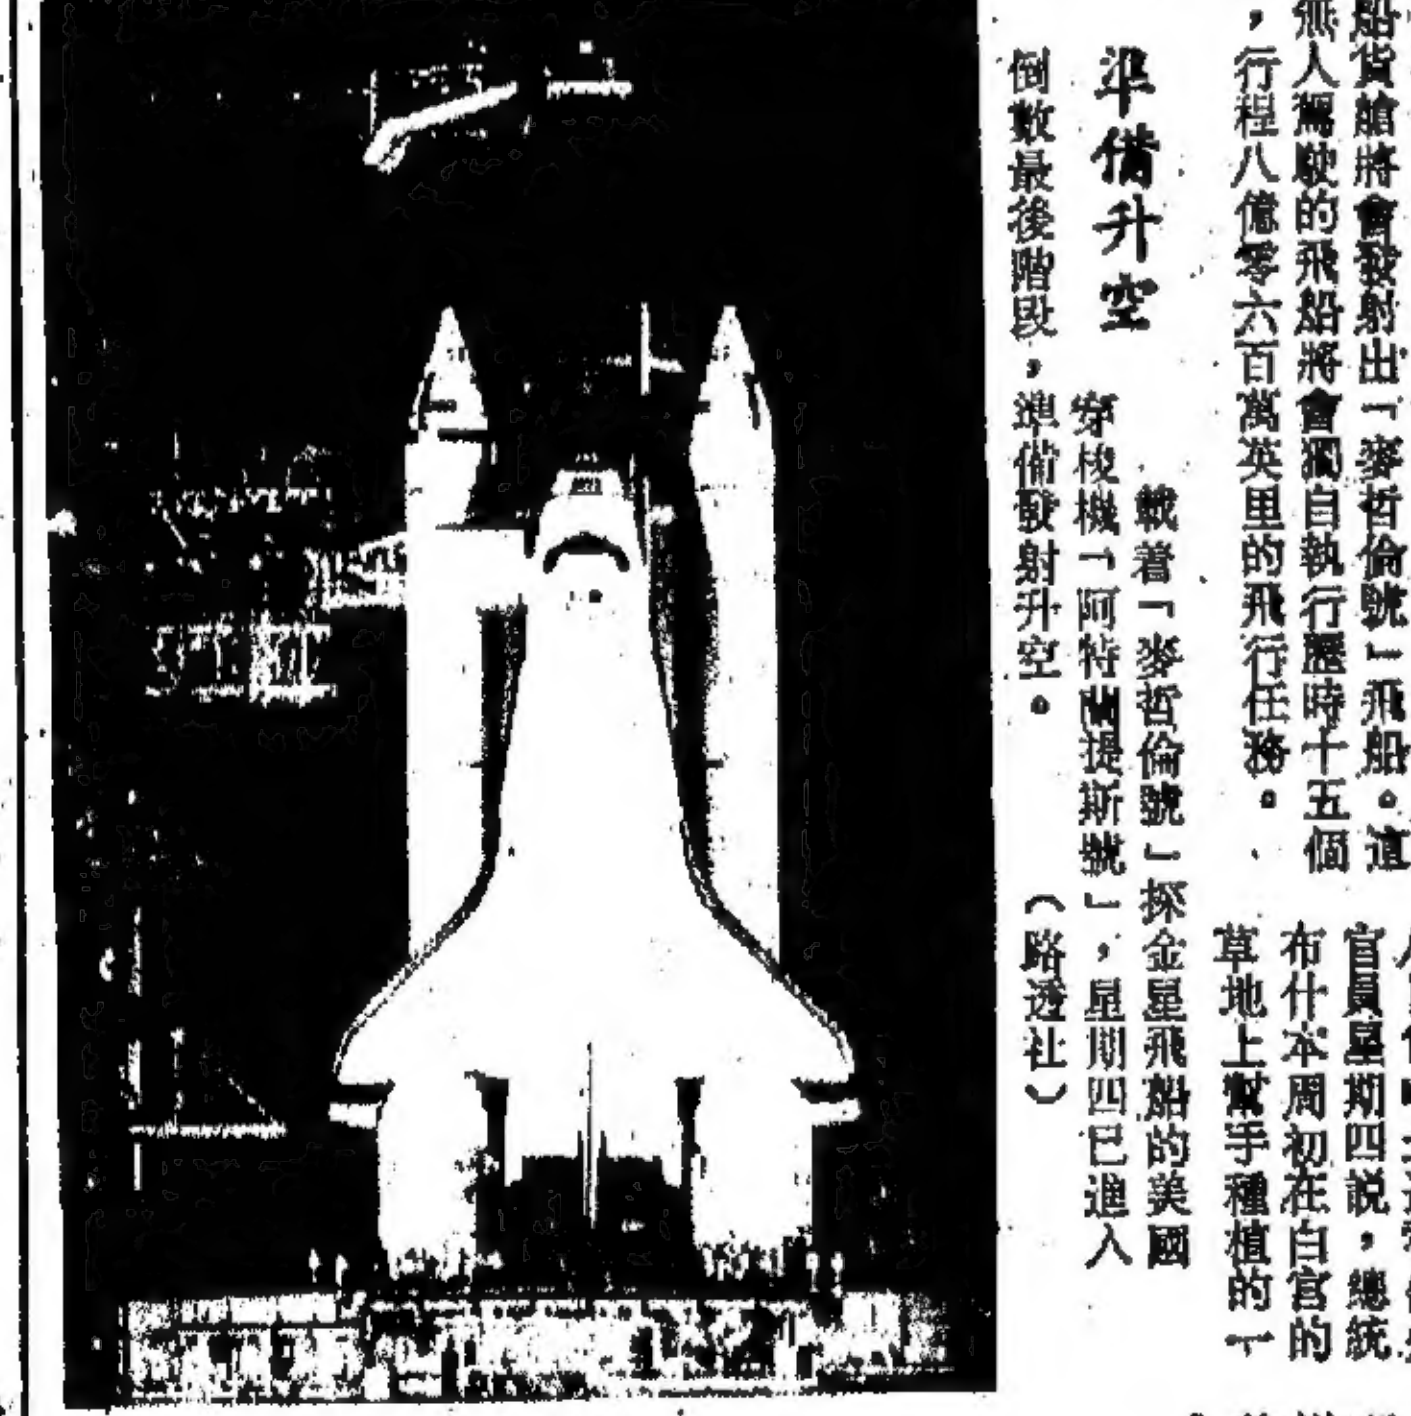 船貨艙將會發射出「麥哲倫號」飛船。這
無人駕駛的飛船將會獨自執行歷時十五個
，行程八億零六百萬英里的飛行任務。
官員星期四説，總統
布什本周初在白宮的
草地上幫手種植的一
準備升空
載着「麥哲倫號」探金星飛船的美國
穿梭機「阿特蘭提斯號」，星期四已進入
倒數最後階段，準備發射升空。
（路透社）